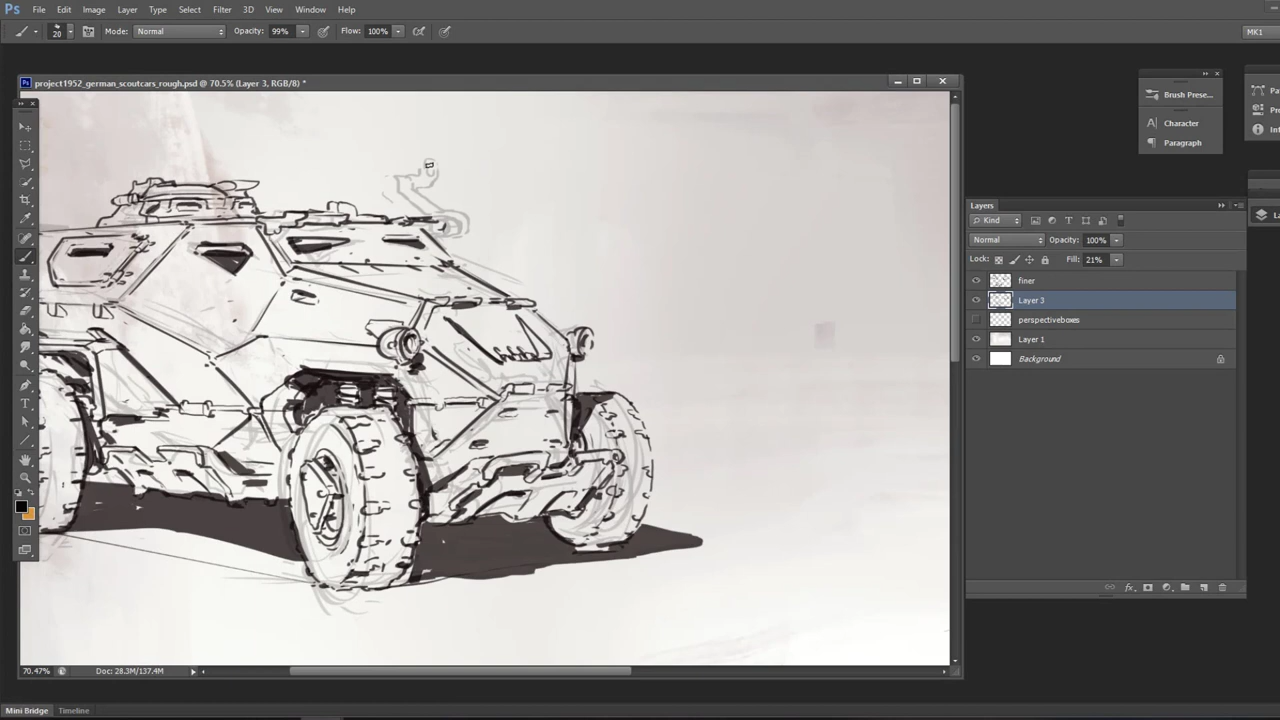 Ps File Edit Image Layer Type Select Filter 3D View Window Help
20 Mode: Normal Opacity: 99% Flow: 100% MK1
project1952_german_scoutcars_rough.psd @ 70.5% (Layer 3, RGB/8) *
Brush Prese...
Character
Paragraph
Layers
Kind
Normal Opacity: 100%
Lock: Fill: 21%
finer
Layer 3
perspectiveboxes
Layer 1
Background
70.47% Doc: 28.3M/137.4M
Mini Bridge Timeline